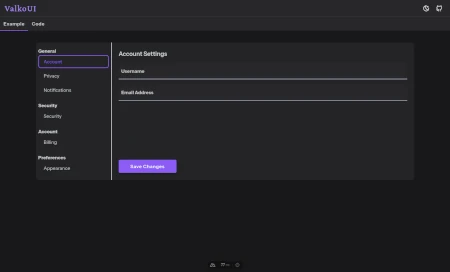 ValkoUI
Example Code
General
Account
Privacy
Notifications
Security
Security
Account
Billing
Preferences
Appearance
Account Settings
Username
Email Address
Save Changes